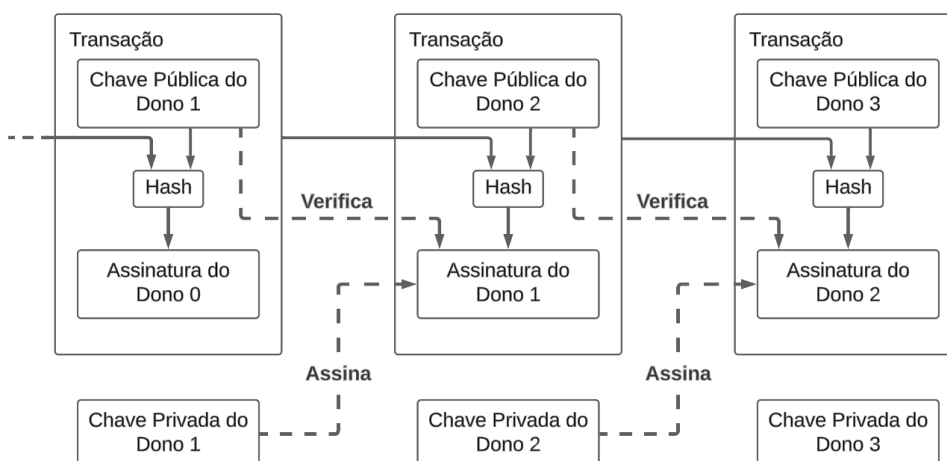 Transação
Transação
Transação
Chave Pública do
Dono 1
Chave Pública do
Dono 2
Chave Pública do
Dono 3
Hash
Hash
Hash
Verifica
Verifica
Assinatura do
Dono 0
Assinatura do
Dono 1
Assinatura do
Dono 2
Assina
Assina
Chave Privada do
Dono 1
Chave Privada do
Dono 2
Chave Privada do
Dono 3